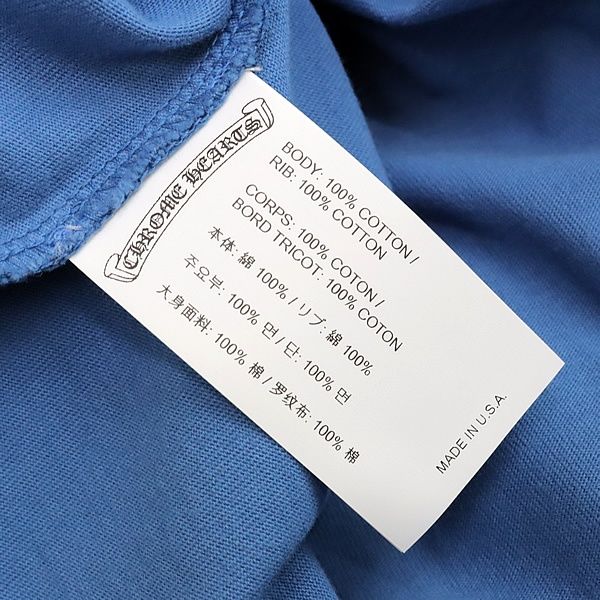 CHROME HEARTS
BODY: 100% COTTON /
RIB: 100% COTTON
CORPS: 100% COTON /
BORD TRICOT: 100% COTON
本体: 綿 100% / リブ: 綿 100%
주요부: 100% 면 / 단: 100% 면
大身面料: 100% 棉 / 罗纹布: 100% 棉
MADE IN U.S.A.